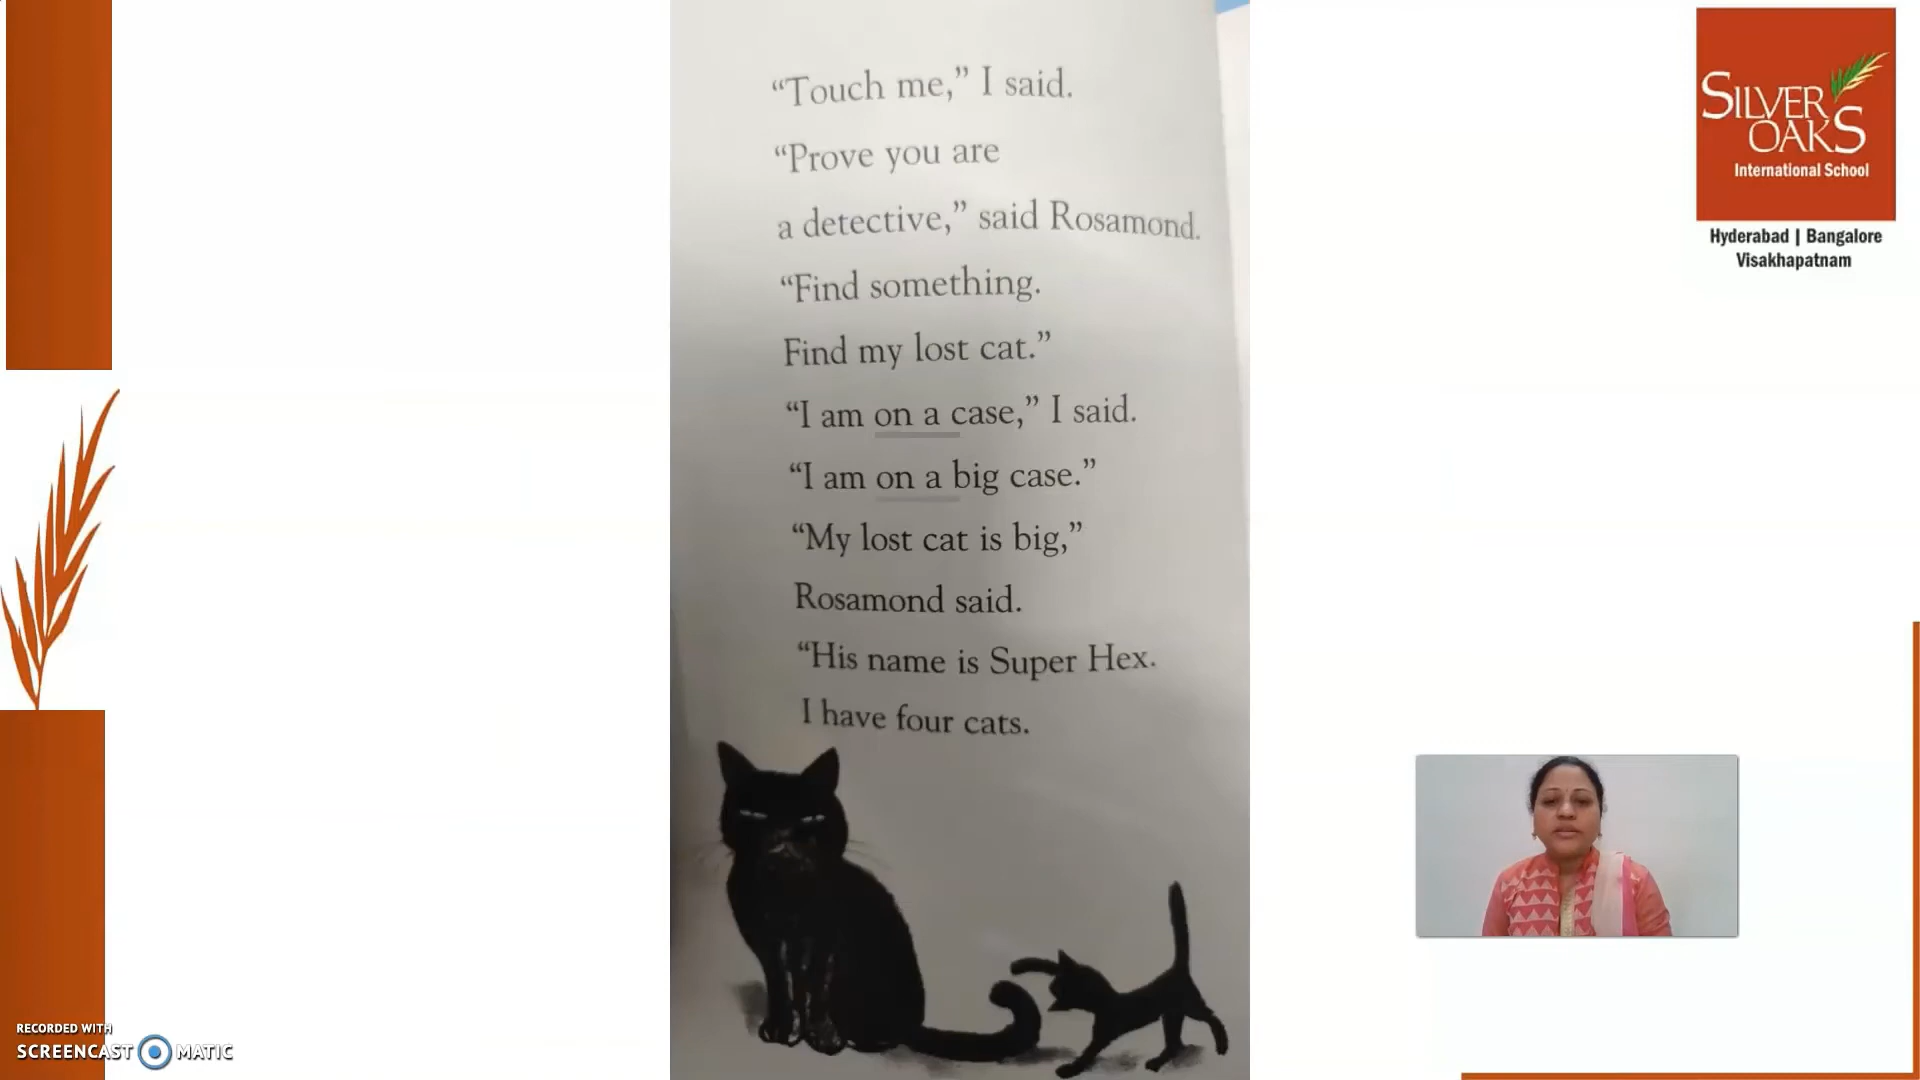 “Touch me,” I said.
“Prove you are
a detective,” said Rosamond.
“Find something.
Find my lost cat.”
“I am on a case,” I said.
“I am on a big case.”
“My lost cat is big,”
Rosamond said.
“His name is Super Hex.
I have four cats.
SILVER
OAKS
International School
Hyderabad | Bangalore
Visakhapatnam
RECORDED WITH
SCREENCAST MATIC